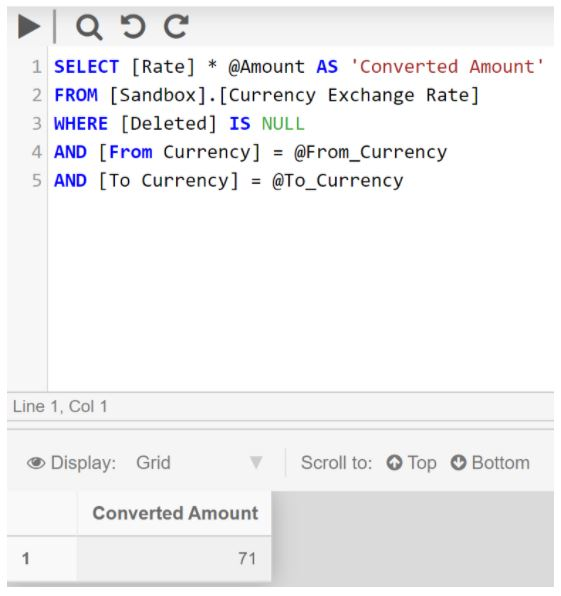 1 SELECT [Rate] * @Amount AS 'Converted Amount'
2 FROM [Sandbox].[Currency Exchange Rate]
3 WHERE [Deleted] IS NULL
4 AND [From Currency] = @From_Currency
5 AND [To Currency] = @To_Currency
Line 1, Col 1
Display: Grid Scroll to: Top Bottom
Converted Amount
1 71